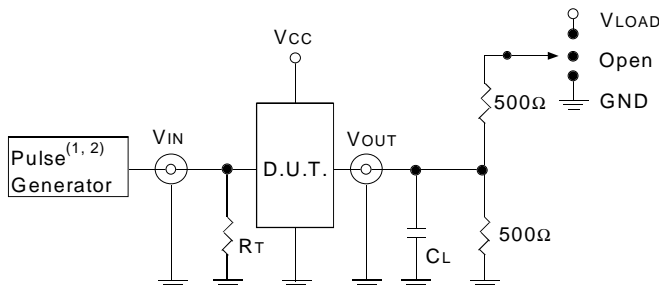 VLOAD
Open
GND
VCC
500Ω
Pulse(1, 2)
Generator
VIN
D.U.T.
VOUT
RT
CL
500Ω